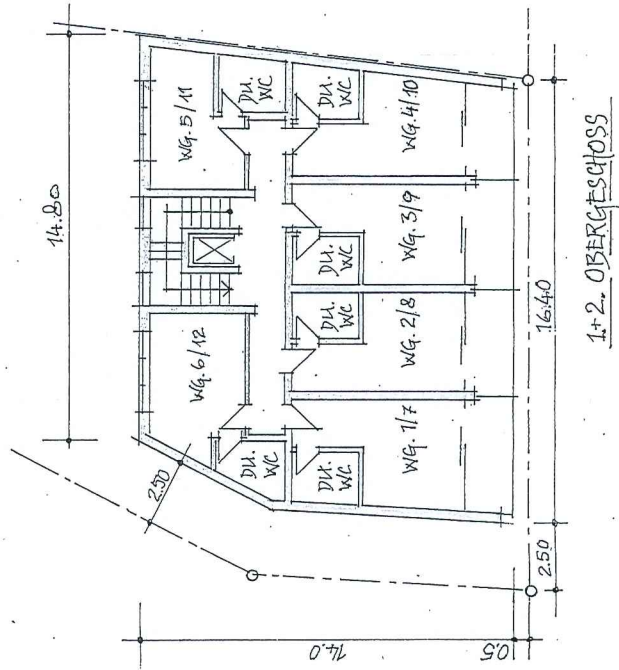 14.80
WG. 5/11
DU.
WC
DU.
WC
WG. 4/10
WG. 3/9
DU.
WC
DU.
WC
WG. 2/8
WG. 6/12
DU.
WC
DU.
WC
WG. 1/7
2.50
16.40
2.50
14.0
0.5
1.+2. OBERGESCHOSS